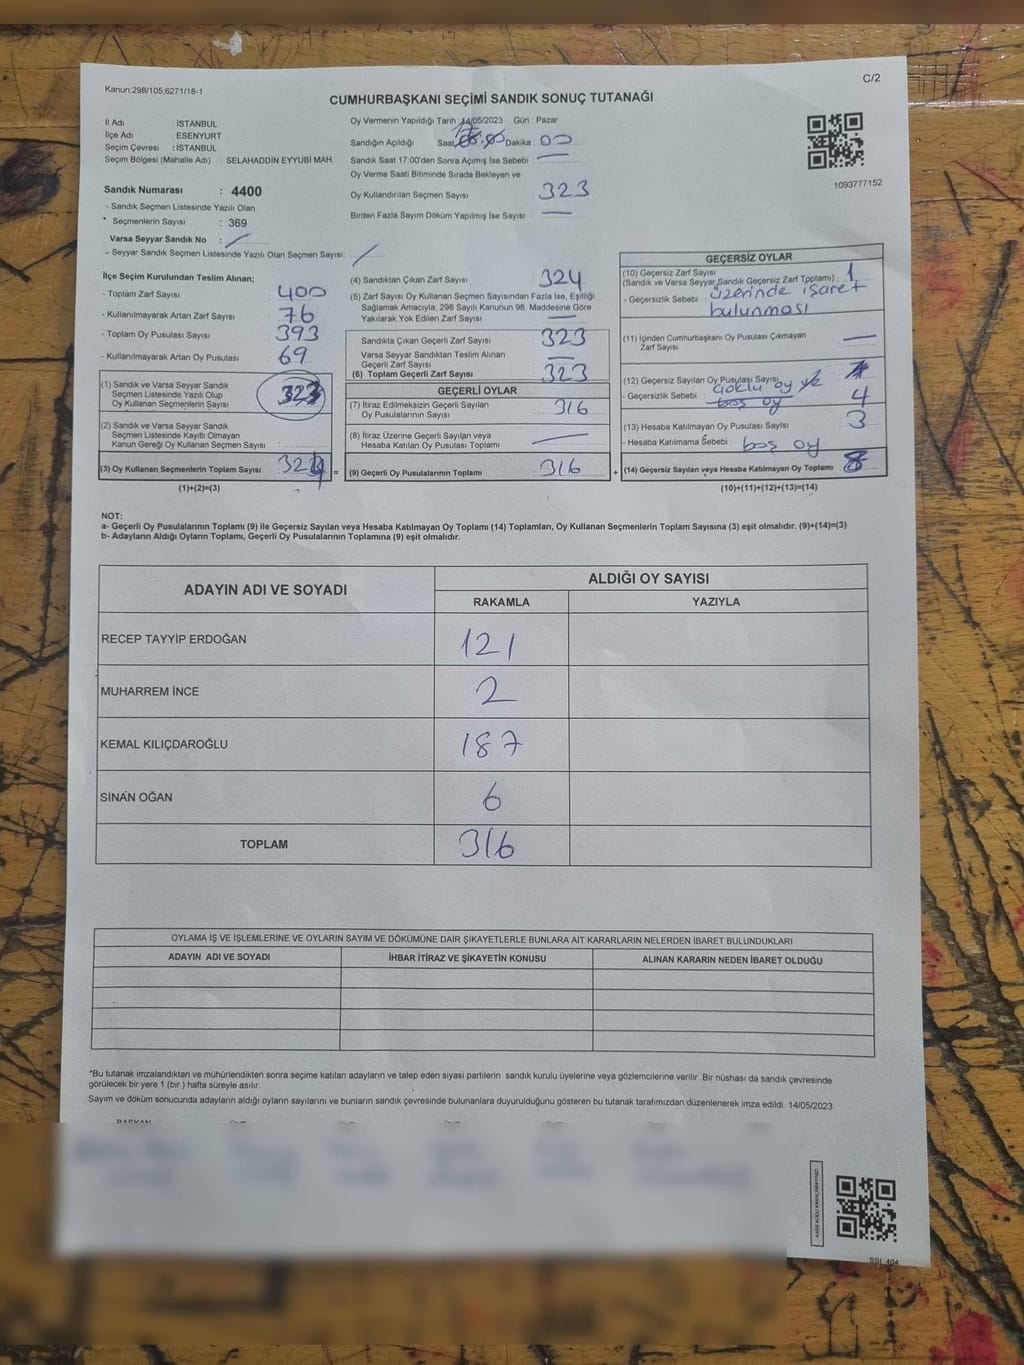 Kanun;298/105;6271/18-1
C/2
CUMHURBAŞKANI SEÇİMİ SANDIK SONUÇ TUTANAĞI
İl Adı : İSTANBUL
İlçe Adı : ESENYURT
Seçim Çevresi : İSTANBUL
Seçim Bölgesi (Mahalle Adı) : SELAHADDİN EYYUBİ MAH.
Sandık Numarası : 4400
- Sandık Seçmen Listesinde Yazılı Olan
* Seçmenlerin Sayısı : 369
Varsa Seyyar Sandık No :
- Seyyar Sandık Seçmen Listesinde Yazılı Olan Seçmen Sayısı:
Oy Vermenin Yapıldığı Tarih : 14/05/2023 Gün : Pazar
Sandığın Açıldığı Saat Dakika : 00
Sandık Saat 17.00'den Sonra Açılmış İse Sebebi :
Oy Verme Saati Bitiminde Sırada Bekleyen ve
Oy Kullandırılan Seçmen Sayısı : 323
Birden Fazla Sayım Döküm Yapılmış İse Sayısı :
1093777152
İlçe Seçim Kurulundan Teslim Alınan;
- Toplam Zarf Sayısı : 400
- Kullanılmayarak Artan Zarf Sayısı : 76
- Toplam Oy Pusulası Sayısı : 393
- Kullanılmayarak Artan Oy Pusulası : 69
(1) Sandık ve Varsa Seyyar Sandık
Seçmen Listesinde Yazılı Olup
Oy Kullanan Seçmenlerin Sayısı : 323
(2) Sandık ve Varsa Seyyar Sandık
Seçmen Listesinde Kayıtlı Olmayan
Kanun Gereği Oy Kullanan Seçmen Sayısı :
(3) Oy Kullanan Seçmenlerin Toplam Sayısı : 324 =
(1)+(2)=(3)
(4) Sandıktan Çıkan Zarf Sayısı : 324
(5) Zarf Sayısı Oy Kullanan Seçmen Sayısından Fazla İse, Eşitliği
Sağlamak Amacıyla, 298 Sayılı Kanunun 98. Maddesine Göre
Yakılarak Yok Edilen Zarf Sayısı :
Sandıkta Çıkan Geçerli Zarf Sayısı : 323
Varsa Seyyar Sandıktan Teslim Alınan
Geçerli Zarf Sayısı :
(6) Toplam Geçerli Zarf Sayısı : 323
GEÇERLİ OYLAR
(7) İtiraz Edilmeksizin Geçerli Sayılan
Oy Pusulalarının Sayısı : 316
(8) İtiraz Üzerine Geçerli Sayılan veya
Hesaba Katılan Oy Pusulası Toplamı :
(9) Geçerli Oy Pusulalarının Toplamı : 316 +
GEÇERSİZ OYLAR
(10) Geçersiz Zarf Sayısı
(Sandık ve Varsa Seyyar Sandık Geçersiz Zarf Toplamı) : 1
- Geçersizlik Sebebi : üzerinde işaret
bulunması
(11) İçinden Cumhurbaşkanı Oy Pusulası Çıkmayan
Zarf Sayısı :
(12) Geçersiz Sayılan Oy Pusulası Sayısı :
- Geçersizlik Sebebi : Çoklu oy 4
boş oy
(13) Hesaba Katılmayan Oy Pusulası Sayısı : 3
- Hesaba Katılmama Sebebi : boş oy
(14) Geçersiz Sayılan veya Hesaba Katılmayan Oy Toplamı : 8
(10)+(11)+(12)+(13)=(14)
NOT:
a- Geçerli Oy Pusulalarının Toplamı (9) ile Geçersiz Sayılan veya Hesaba Katılmayan Oy Toplamı (14) Toplamları, Oy Kullanan Seçmenlerin Toplam Sayısına (3) eşit olmalıdır. (9)+(14)=(3)
b- Adayların Aldığı Oyların Toplamı, Geçerli Oy Pusulalarının Toplamına (9) eşit olmalıdır.
ADAYIN ADI VE SOYADI
ALDIĞI OY SAYISI
RAKAMLA YAZIYLA
RECEP TAYYİP ERDOĞAN 121
MUHARREM İNCE 2
KEMAL KILIÇDAROĞLU 187
SİNAN OĞAN 6
TOPLAM 316
OYLAMA İŞ VE İŞLEMLERİNE VE OYLARIN SAYIM VE DÖKÜMÜNE DAİR ŞİKAYETLERLE BUNLARA AİT KARARLARIN NELERDEN İBARET BULUNDUKLARI
ADAYIN ADI VE SOYADI İHBAR İTİRAZ VE ŞİKAYETİN KONUSU ALINAN KARARIN NEDEN İBARET OLDUĞU
*Bu tutanak imzalandıktan ve mühürlendikten sonra seçime katılan adayların ve talep eden siyasi partilerin sandık kurulu üyelerine veya gözlemcilerine verilir. Bir nüshası da sandık çevresinde
görülecek bir yere 1 (bir ) hafta süreyle asılır.
Sayım ve döküm sonucunda adayların aldığı oyların sayılarını ve bunların sandık çevresinde bulunanlara duyurulduğunu gösteren bu tutanak tarafımızdan düzenlenerek imza edildi. 14/05/2023
BAŞKAN